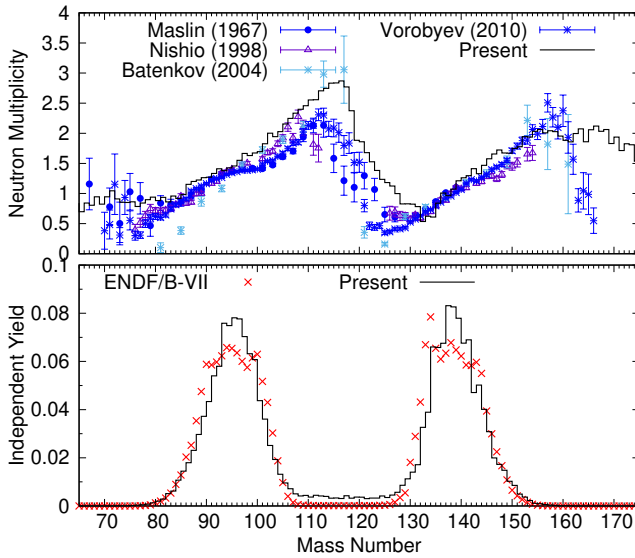 Neutron Multiplicity
4
3.5
3
2.5
2
1.5
1
0.5
0
Maslin (1967)
Nishio (1998)
Batenkov (2004)
Vorobyev (2010)
Present
Independent Yield
0.1
0.08
0.06
0.04
0.02
0
ENDF/B-VII
Present
70 80 90 100 110 120 130 140 150 160 170
Mass Number